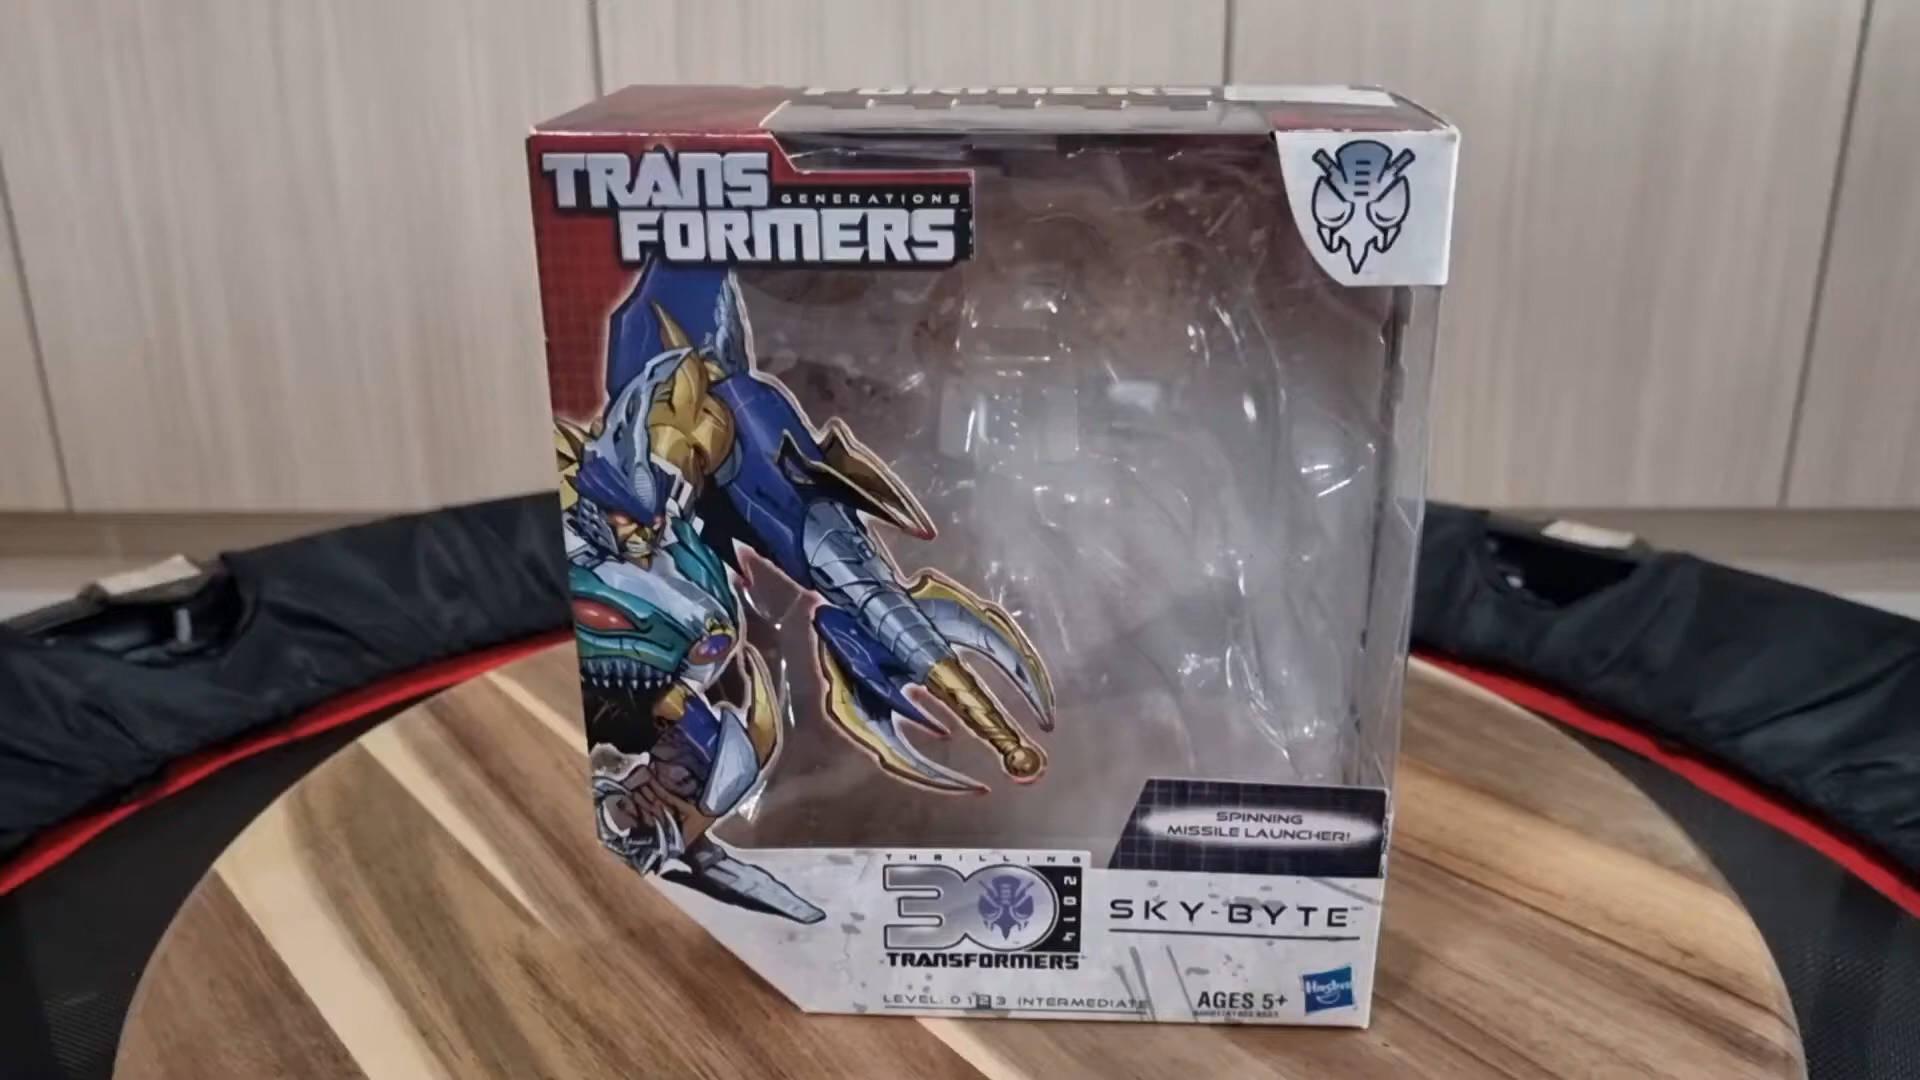 FORMERS
TRANS
GENERATIONS
FORMERS
SPINNING
MISSILE LAUNCHER!
THRILLING
30
2014
TRANSFORMERS
SKY-BYTE
LEVEL: 0 1 2 3 INTERMEDIATE
AGES 5+
Hasbro